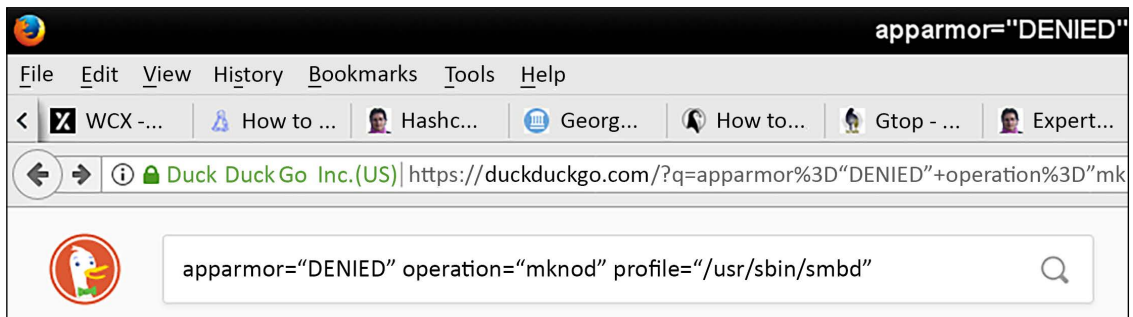 apparmor="DENIED"
File Edit View History Bookmarks Tools Help
WCX -... How to ... Hashc... Georg... How to... Gtop - ... Expert...
Duck Duck Go Inc.(US) https://duckduckgo.com/?q=apparmor%3D“DENIED”+operation%3D”mk
apparmor=“DENIED” operation=“mknod” profile=“/usr/sbin/smbd”